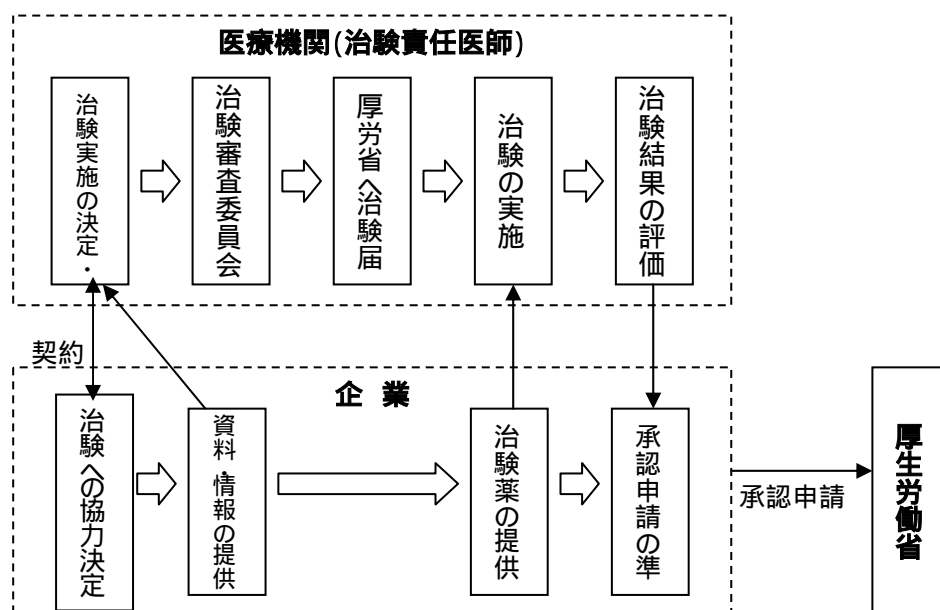 医療機関(治験責任医師)
治験実施の決定・
治験審査委員会
厚労省へ治験届
治験の実施
治験結果の評価
契約
企 業
治験への協力決定
資料・情報の提供
治験薬の提供
承認申請の準
承認申請
厚生労働省